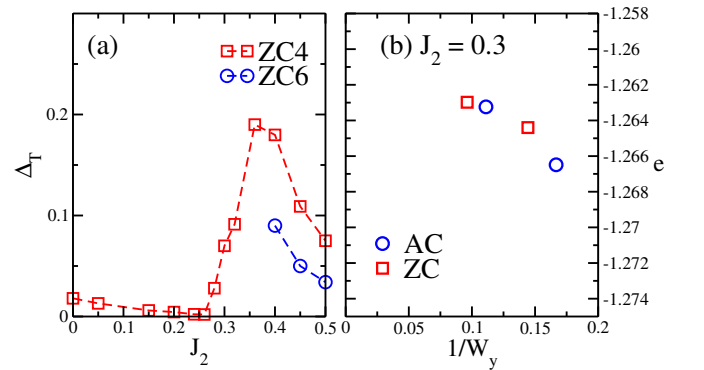 (a)
ZC4
ZC6
Δ_T
0.2
0.1
0
0 0.1 0.2 0.3 0.4 0.5
J_2
(b) J_2 = 0.3
AC
ZC
0 0.05 0.1 0.15 0.2
1/W_y
-1.258
-1.26
-1.262
-1.264
-1.266
-1.268
-1.27
-1.272
-1.274
e